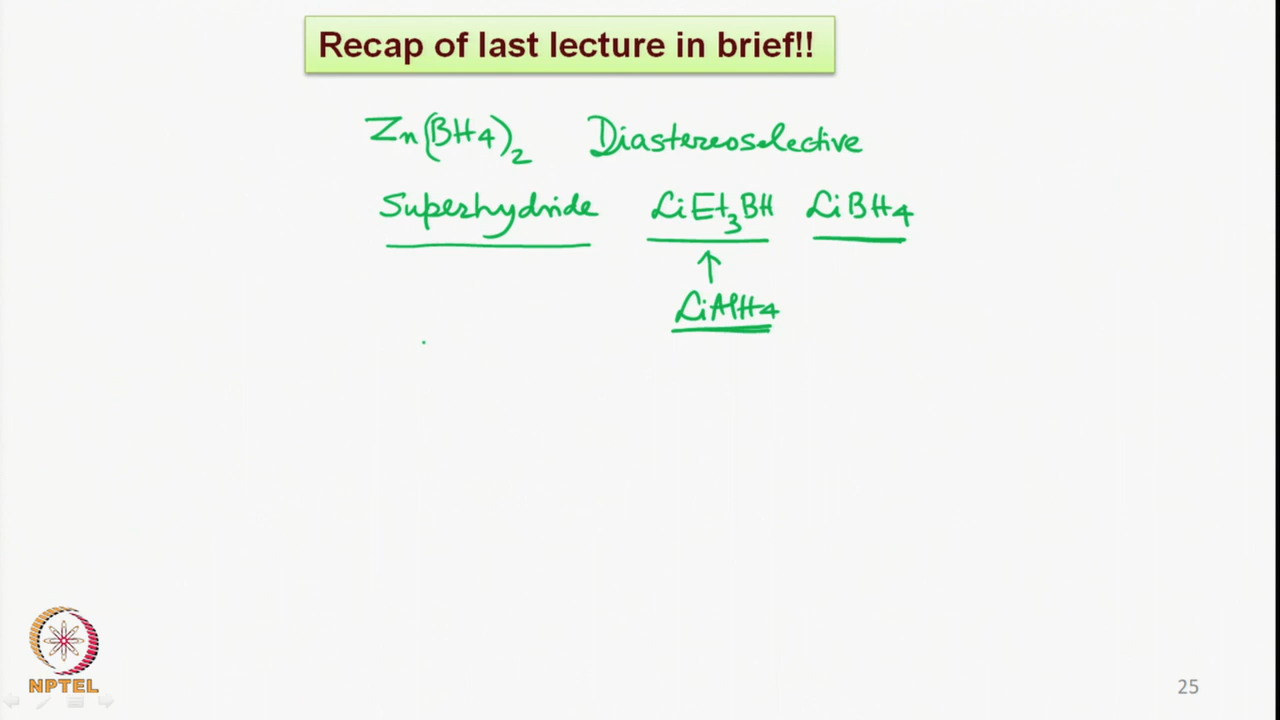 Recap of last lecture in brief!!
Zn(BH4)2 Diastereoselective
Superhydride LiEt3BH LiBH4
↑
LiAlH4
NPTEL
25